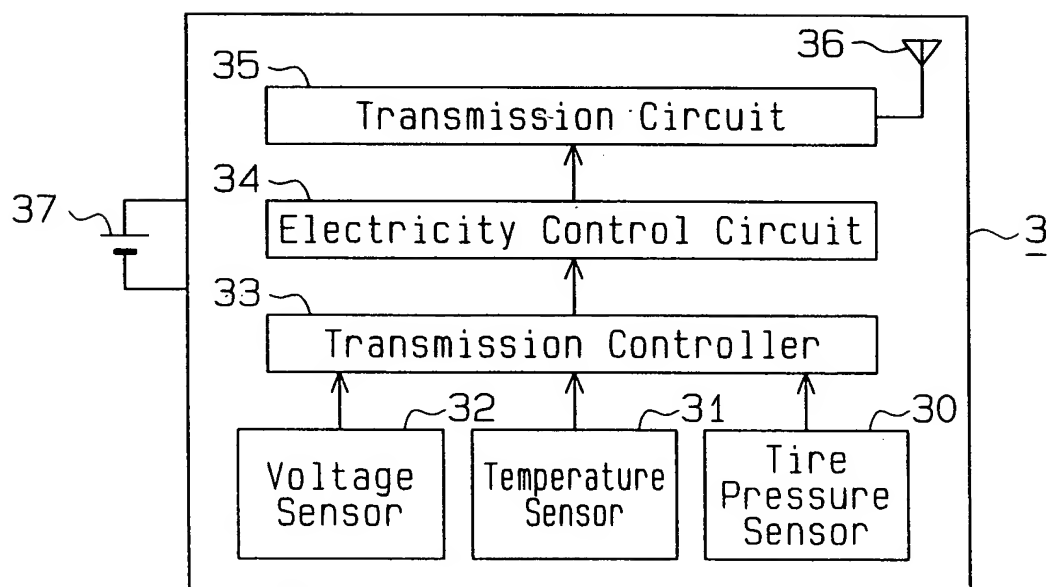 36
35
Transmission Circuit
34
37
Electricity Control Circuit
3
33
Transmission Controller
32
31
30
Voltage
Sensor
Temperature
Sensor
Tire
Pressure
Sensor